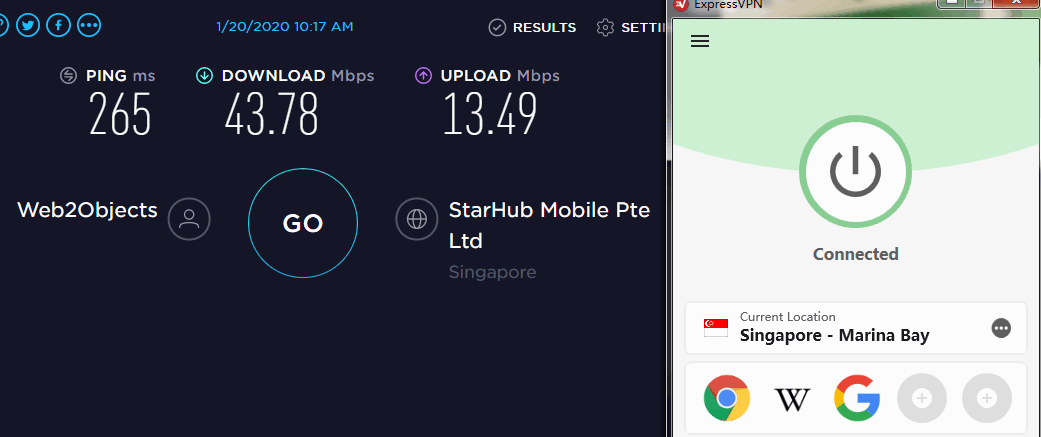 1/20/2020 10:17 AM
RESULTS
PING ms
DOWNLOAD Mbps
UPLOAD Mbps
265
43.78
13.49
Web2Objects
GO
StarHub Mobile Pte
Ltd
Singapore
ExpressVPN
Connected
Current Location
Singapore - Marina Bay
W
G